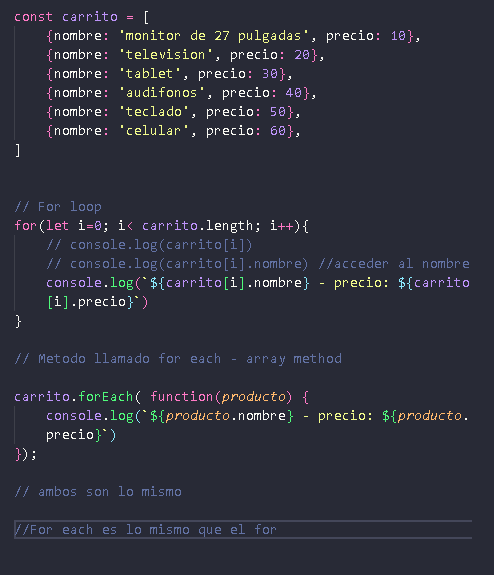 const carrito = [
    {nombre: 'monitor de 27 pulgadas', precio: 10},
    {nombre: 'television', precio: 20},
    {nombre: 'tablet', precio: 30},
    {nombre: 'audifonos', precio: 40},
    {nombre: 'teclado', precio: 50},
    {nombre: 'celular', precio: 60},
]
// For loop
for(let i=0; i< carrito.length; i++){
    // console.log(carrito[i])
    // console.log(carrito[i].nombre) //acceder al nombre
    console.log(`${carrito[i].nombre} - precio: ${carrito
    [i].precio}`)
}
// Metodo llamado for each - array method
carrito.forEach( function(producto) {
    console.log(`${producto.nombre} - precio: ${producto.
    precio}`)
});
// ambos son lo mismo
//For each es lo mismo que el for